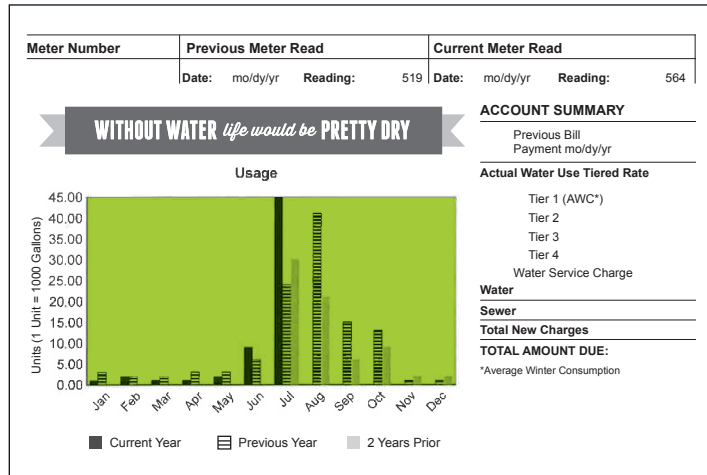 Meter Number Previous Meter Read Current Meter Read
Date: mo/dy/yr Reading: 519 Date: mo/dy/yr Reading: 564
WITHOUT WATER life would be PRETTY DRY
ACCOUNT SUMMARY
Previous Bill
Payment mo/dy/yr
Actual Water Use Tiered Rate
Tier 1 (AWC*)
Tier 2
Tier 3
Tier 4
Water Service Charge
Water
Sewer
Total New Charges
TOTAL AMOUNT DUE:
*Average Winter Consumption
Usage
Units (1 Unit = 1000 Gallons)
45.00
40.00
35.00
30.00
25.00
20.00
15.00
10.00
5.00
0.00
Jan Feb Mar Apr May Jun Jul Aug Sep Oct Nov Dec
Current Year Previous Year 2 Years Prior